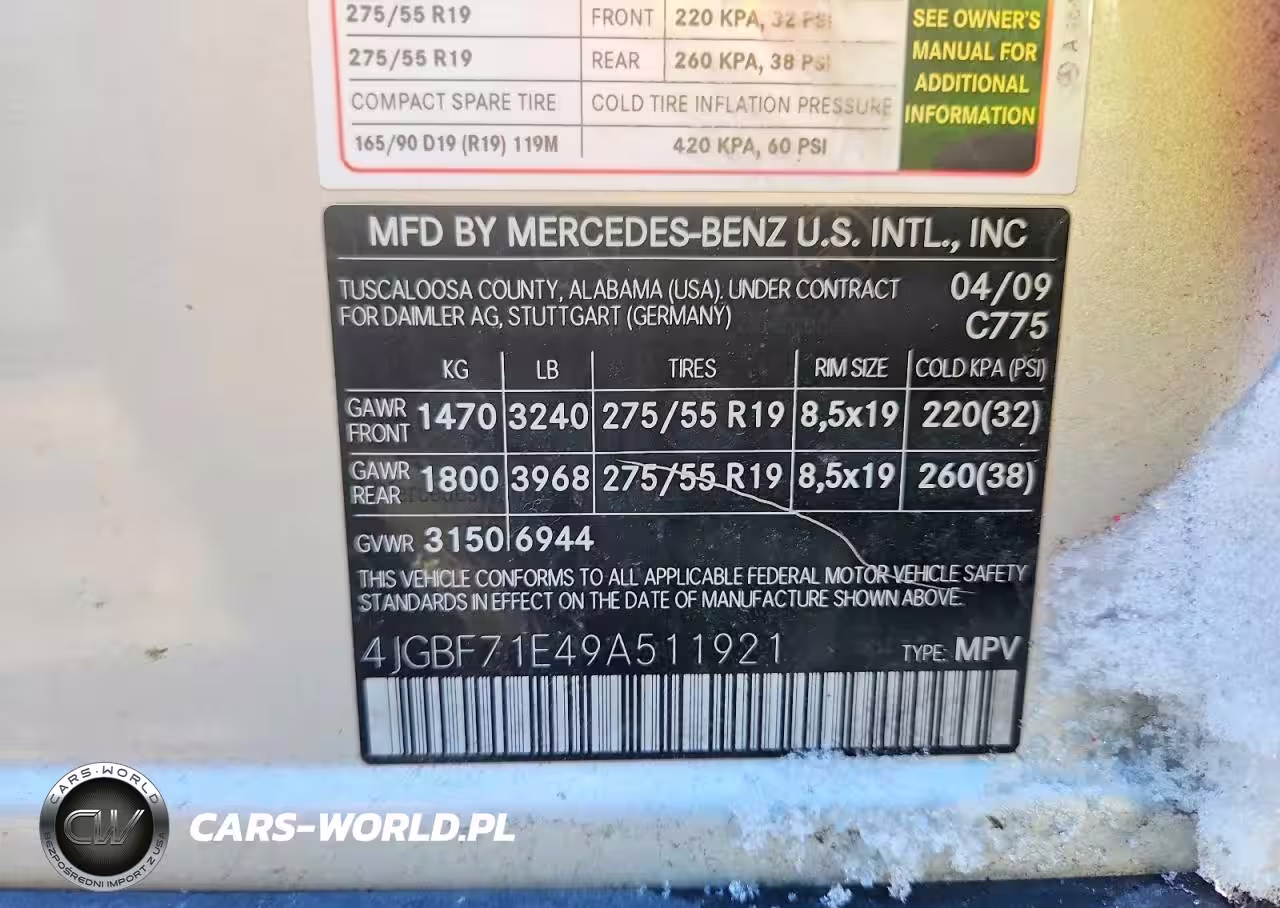 275/55 R19 FRONT 220 KPA, 32 PSI
275/55 R19 REAR 260 KPA, 38 PSI
COMPACT SPARE TIRE COLD TIRE INFLATION PRESSURE
165/90 D19 (R19) 119M 420 KPA, 60 PSI
SEE OWNER'S
MANUAL FOR
ADDITIONAL
INFORMATION
MFD BY MERCEDES-BENZ U.S. INTL., INC
TUSCALOOSA COUNTY, ALABAMA (USA). UNDER CONTRACT
FOR DAIMLER AG, STUTTGART (GERMANY)
04/09
C775
KG LB TIRES RIM SIZE COLD KPA (PSI)
GAWR FRONT 1470 3240 275/55 R19 8,5x19 220(32)
GAWR REAR 1800 3968 275/55 R19 8,5x19 260(38)
GVWR 3150 6944
THIS VEHICLE CONFORMS TO ALL APPLICABLE FEDERAL MOTOR VEHICLE SAFETY
STANDARDS IN EFFECT ON THE DATE OF MANUFACTURE SHOWN ABOVE.
4JGBF71E49A511921 TYPE: MPV
CARS-WORLD
CW
BEZPOŚREDNI IMPORT Z USA
CARS-WORLD.PL